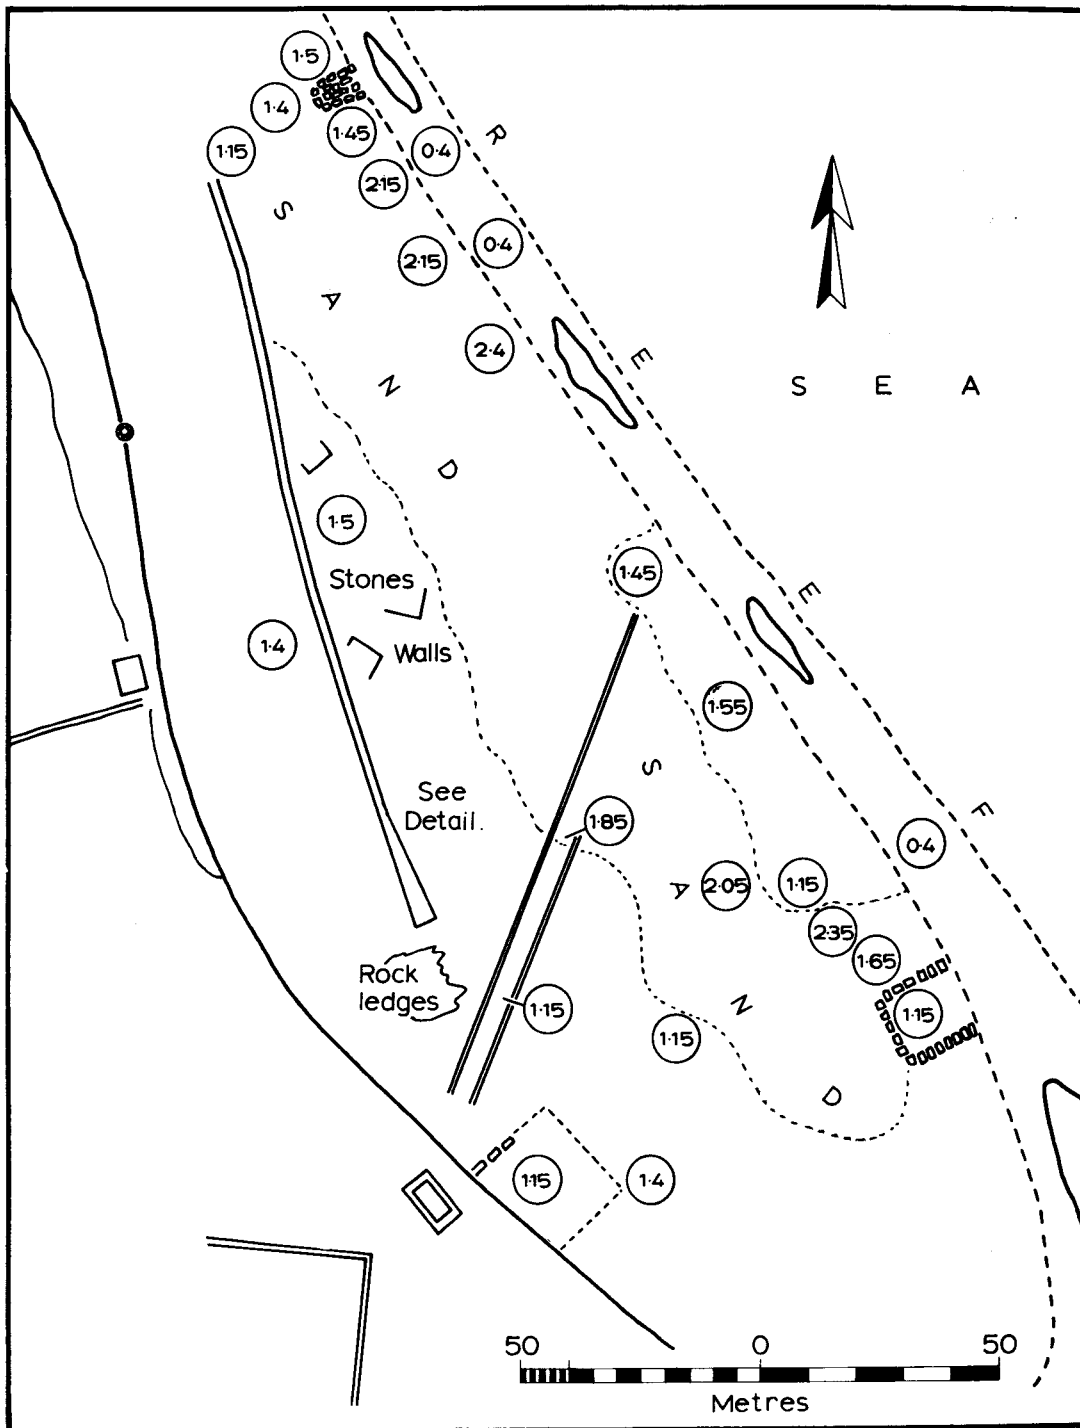 1·5
1·4
1·45
1·15
0·4
2·15
R
S
2·15
0·4
A
2·4
E
N
S E A
D
1·5
1·45
Stones
E
1·4
Walls
1·55
S
See
Detail.
1·85
F
0·4
A
2·05
1·15
2·35
1·65
Rock
ledges
1·15
N
1·15
1·15
D
1·15
1·4
50 0 50
Metres